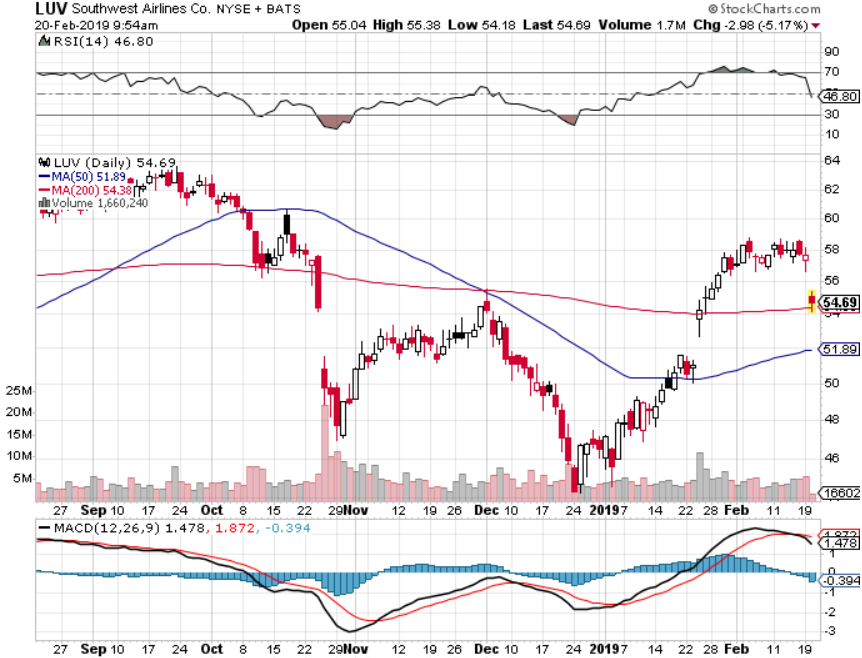 LUV Southwest Airlines Co. NYSE + BATS
© StockCharts.com
20-Feb-2019 9:54am
Open 55.04 High 55.38 Low 54.18 Last 54.69 Volume 1.7M Chg -2.98 (-5.17%)
RSI(14) 46.80
90
70
46.80
30
10
LUV (Daily) 54.69
MA(50) 51.89
MA(200) 54.38
Volume 1,660,240
64
62
60
58
56
54.69
54
51.89
50
48
46
25M
20M
15M
10M
5M
16602
27 Sep 10 17 24 Oct 8 15 22 29 Nov 12 19 26 Dec 10 17 24 2019 7 14 22 28 Feb 11 19
MACD(12,26,9) 1.478, 1.872, -0.394
1.872
1.478
1
0
-0.394
-1
-2
-3
27 Sep 10 17 24 Oct 8 15 22 29 Nov 12 19 26 Dec 10 17 24 2019 7 14 22 28 Feb 11 19